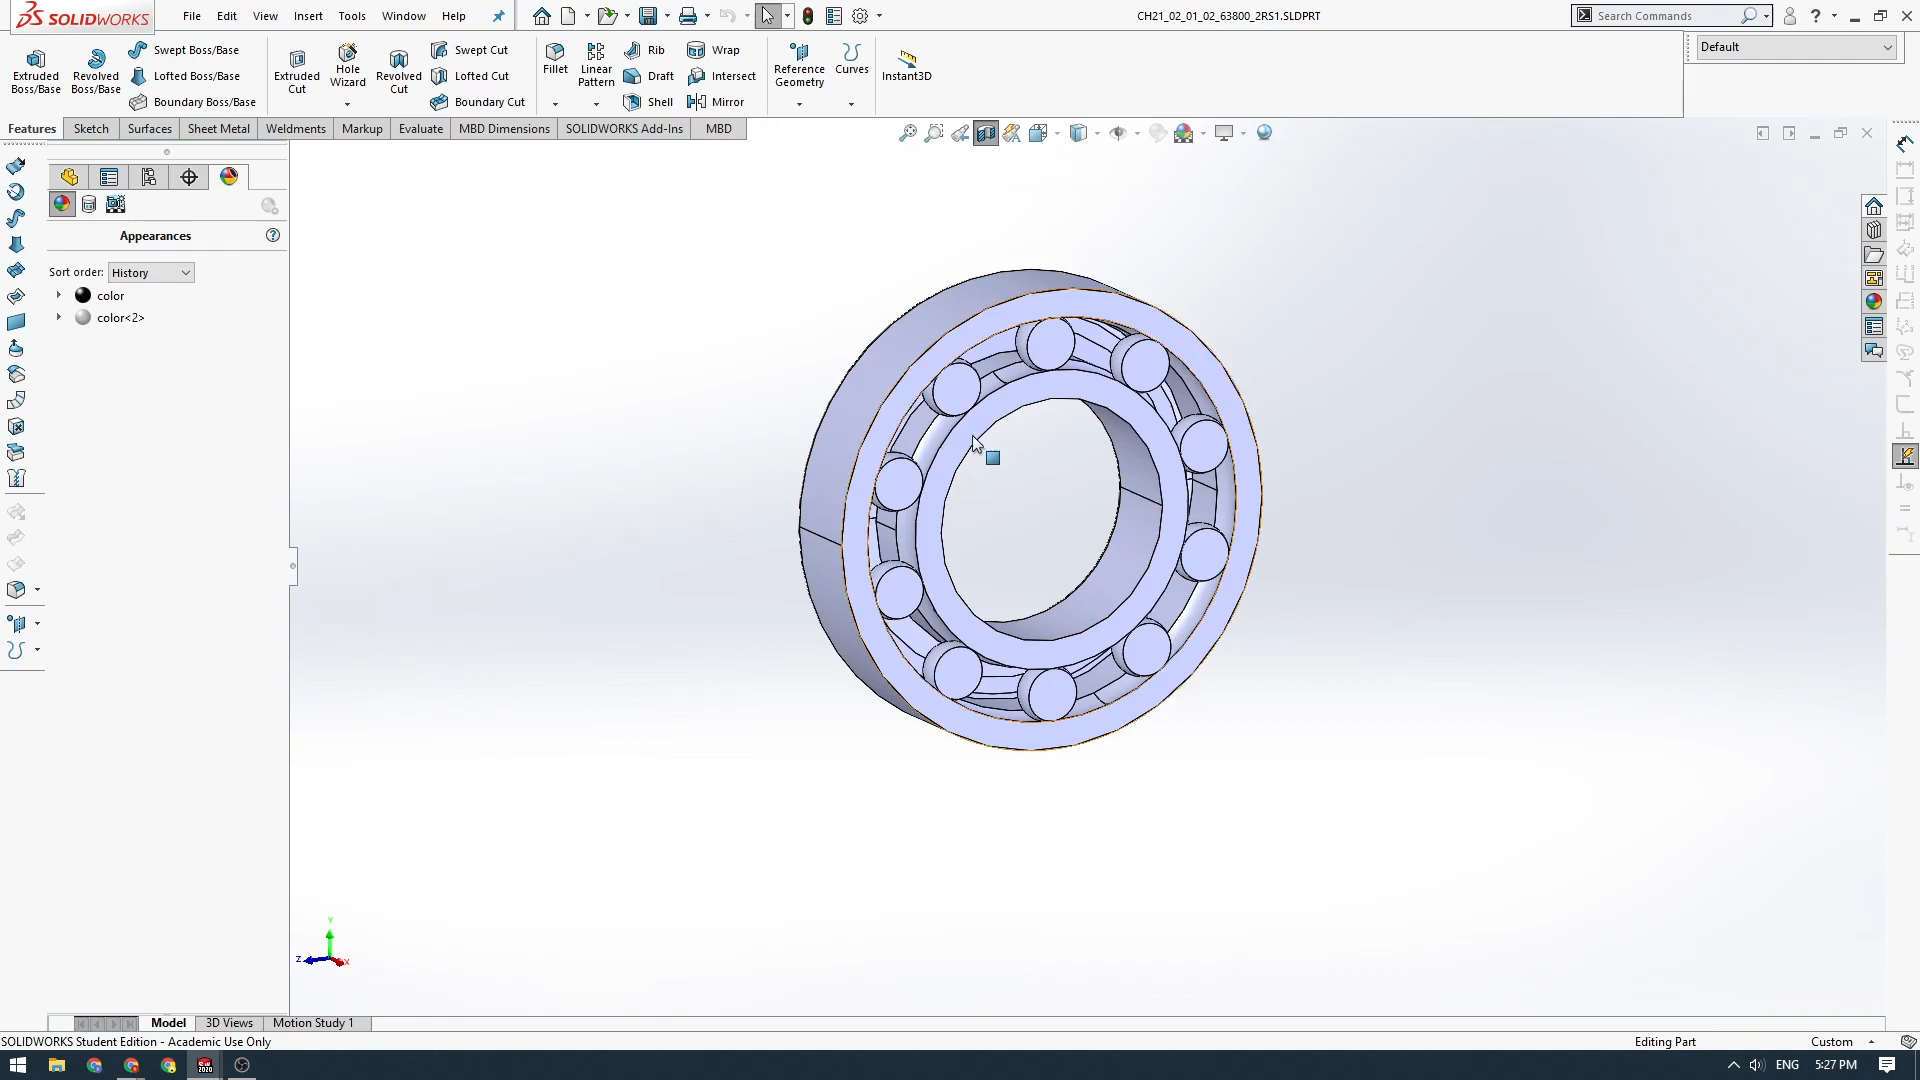 SOLIDWORKS
File Edit View Insert Tools Window Help
CH21_02_01_02_63800_2RS1.SLDPRT
Search Commands
Default
Extruded Boss/Base
Revolved Boss/Base
Swept Boss/Base
Lofted Boss/Base
Boundary Boss/Base
Extruded Cut
Hole Wizard
Revolved Cut
Swept Cut
Lofted Cut
Boundary Cut
Fillet
Linear Pattern
Rib
Draft
Shell
Wrap
Intersect
Mirror
Reference Geometry
Curves
Instant3D
Features Sketch Surfaces Sheet Metal Weldments Markup Evaluate MBD Dimensions SOLIDWORKS Add-Ins MBD
Appearances
Sort order: History
color
color<2>
Y
Z
X
Model 3D Views Motion Study 1
SOLIDWORKS Student Edition - Academic Use Only
Editing Part
Custom
ENG
5:27 PM